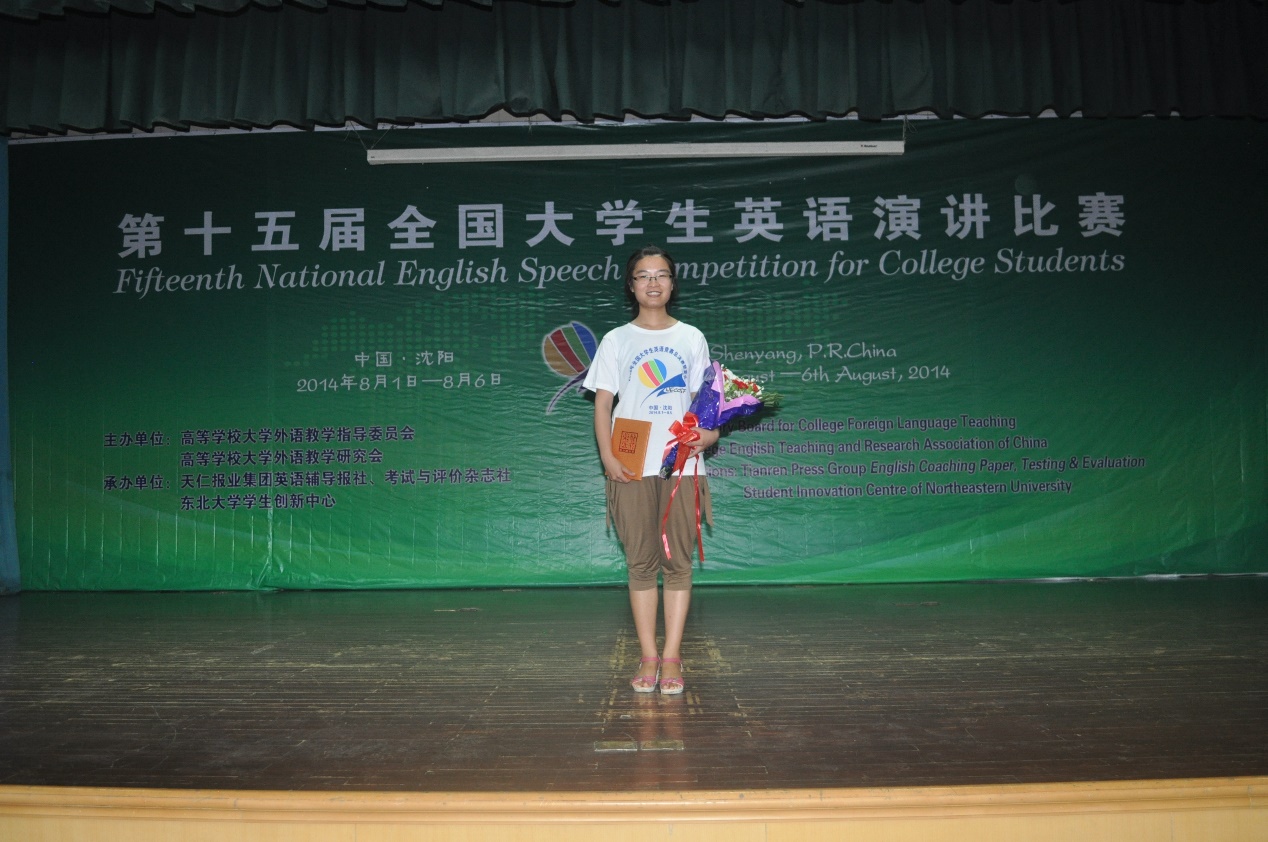 第十五届全国大学生英语演讲比赛
Fifteenth National English Speech Competition for College Students
中国·沈阳
2014年8月1日—8月6日
Shenyang, P.R.China
—6th August, 2014
主办单位：高等学校大学外语教学指导委员会
高等学校大学外语教学研究会
承办单位：天仁报业集团英语辅导报社、考试与评价杂志社
东北大学学生创新中心
Board for College Foreign Language Teaching
English Teaching and Research Association of China
Tianren Press Group English Coaching Paper, Testing & Evaluation
Student Innovation Centre of Northeastern University
中国·沈阳